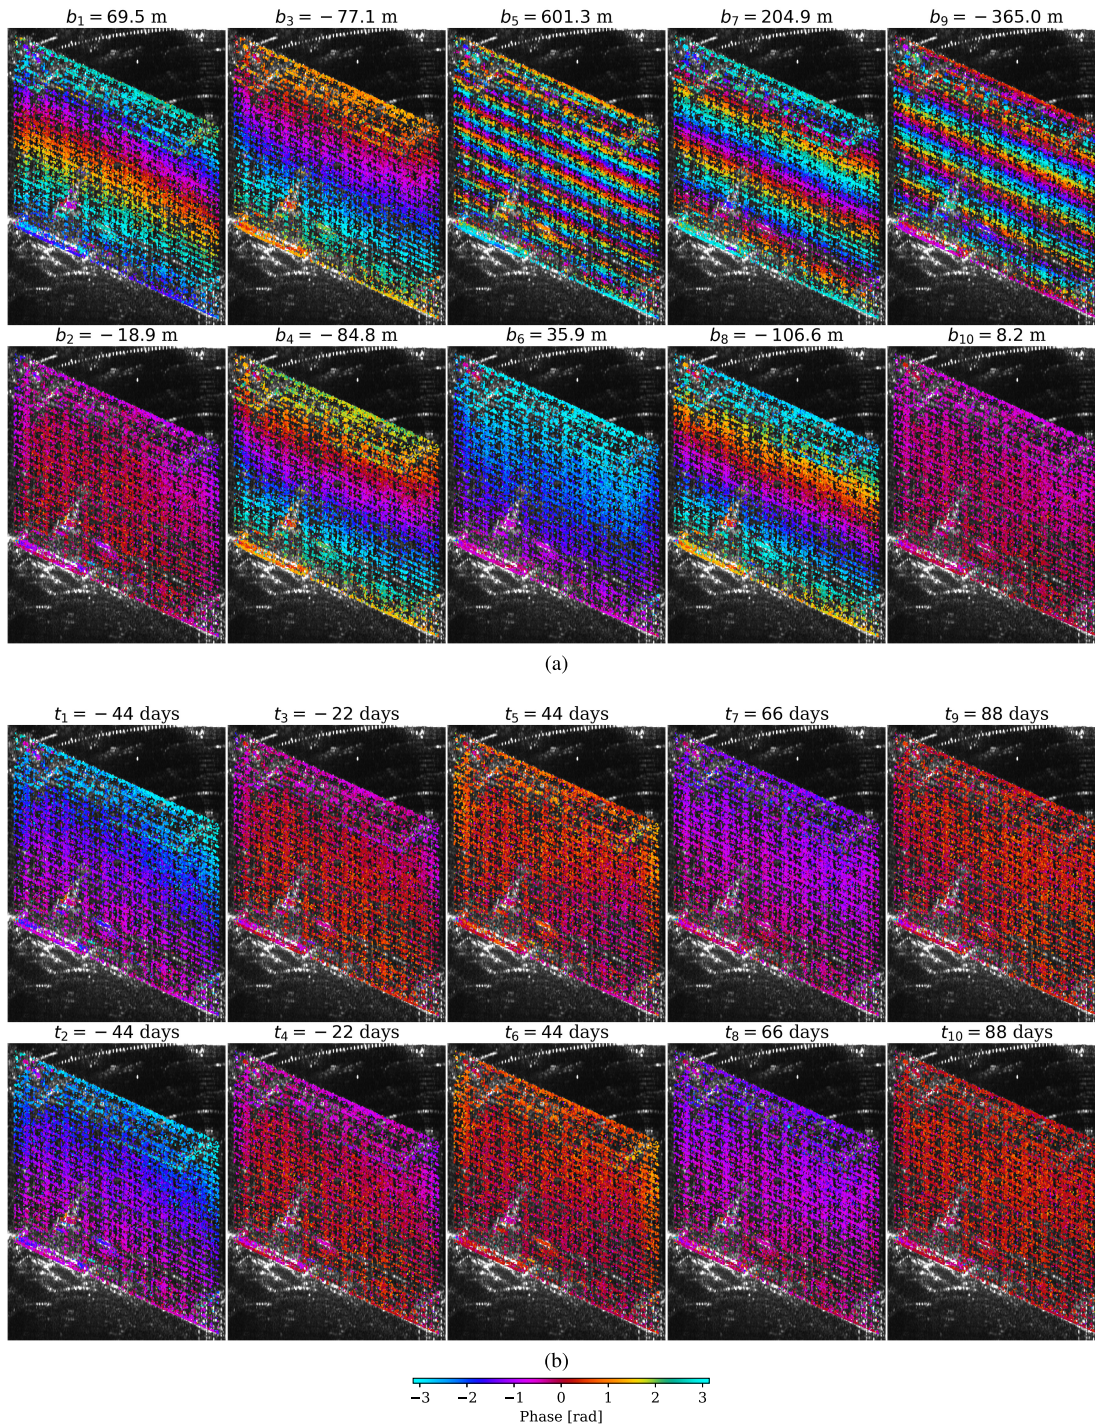 b₁ = 69.5 m b₃ = −77.1 m b₅ = 601.3 m b₇ = 204.9 m b₉ = −365.0 m
b₂ = −18.9 m b₄ = −84.8 m b₆ = 35.9 m b₈ = −106.6 m b₁₀ = 8.2 m
(a)
t₁ = −44 days t₃ = −22 days t₅ = 44 days t₇ = 66 days t₉ = 88 days
t₂ = −44 days t₄ = −22 days t₆ = 44 days t₈ = 66 days t₁₀ = 88 days
(b)
−3 −2 −1 0 1 2 3
Phase [rad]